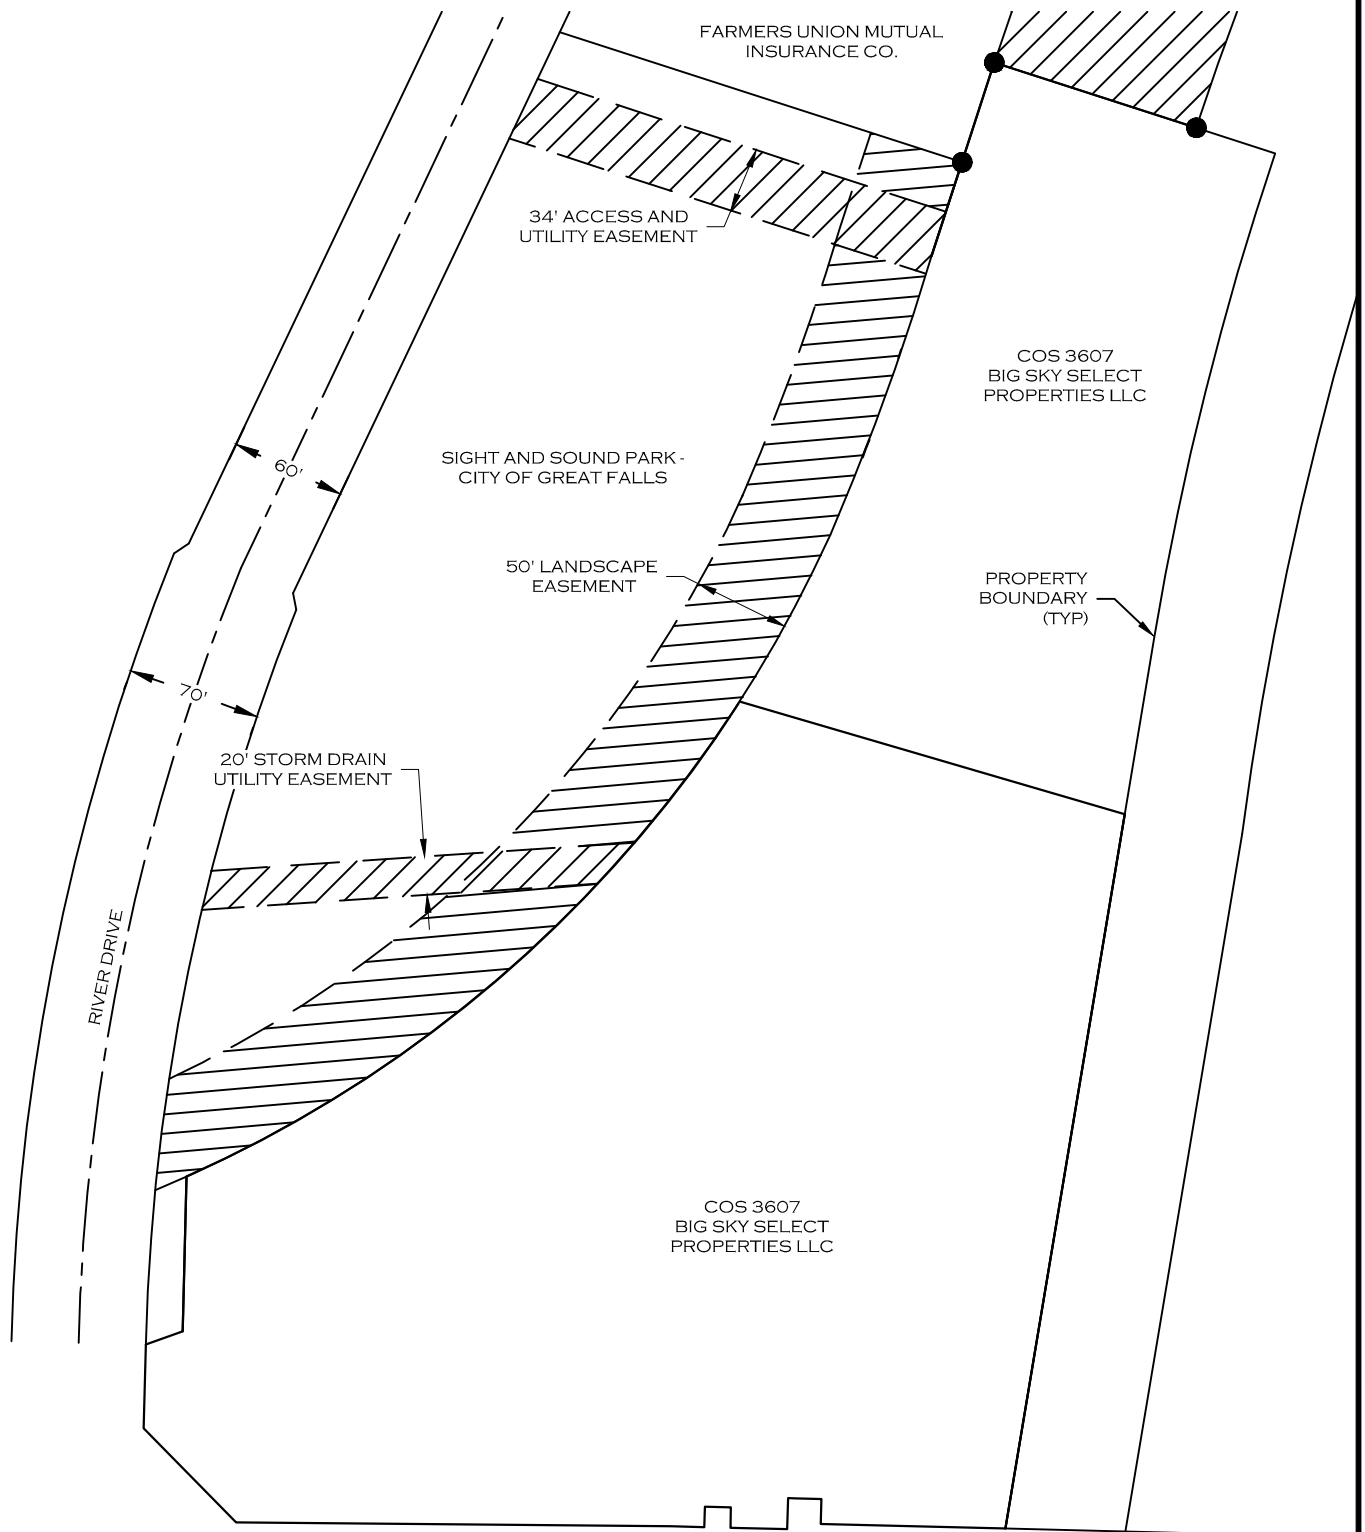 FARMERS UNION MUTUAL
INSURANCE CO.
34' ACCESS AND
UTILITY EASEMENT
COS 3607
BIG SKY SELECT
PROPERTIES LLC
60'
SIGHT AND SOUND PARK -
CITY OF GREAT FALLS
50' LANDSCAPE
EASEMENT
PROPERTY
BOUNDARY
(TYP)
70'
20' STORM DRAIN
UTILITY EASEMENT
RIVER DRIVE
COS 3607
BIG SKY SELECT
PROPERTIES LLC